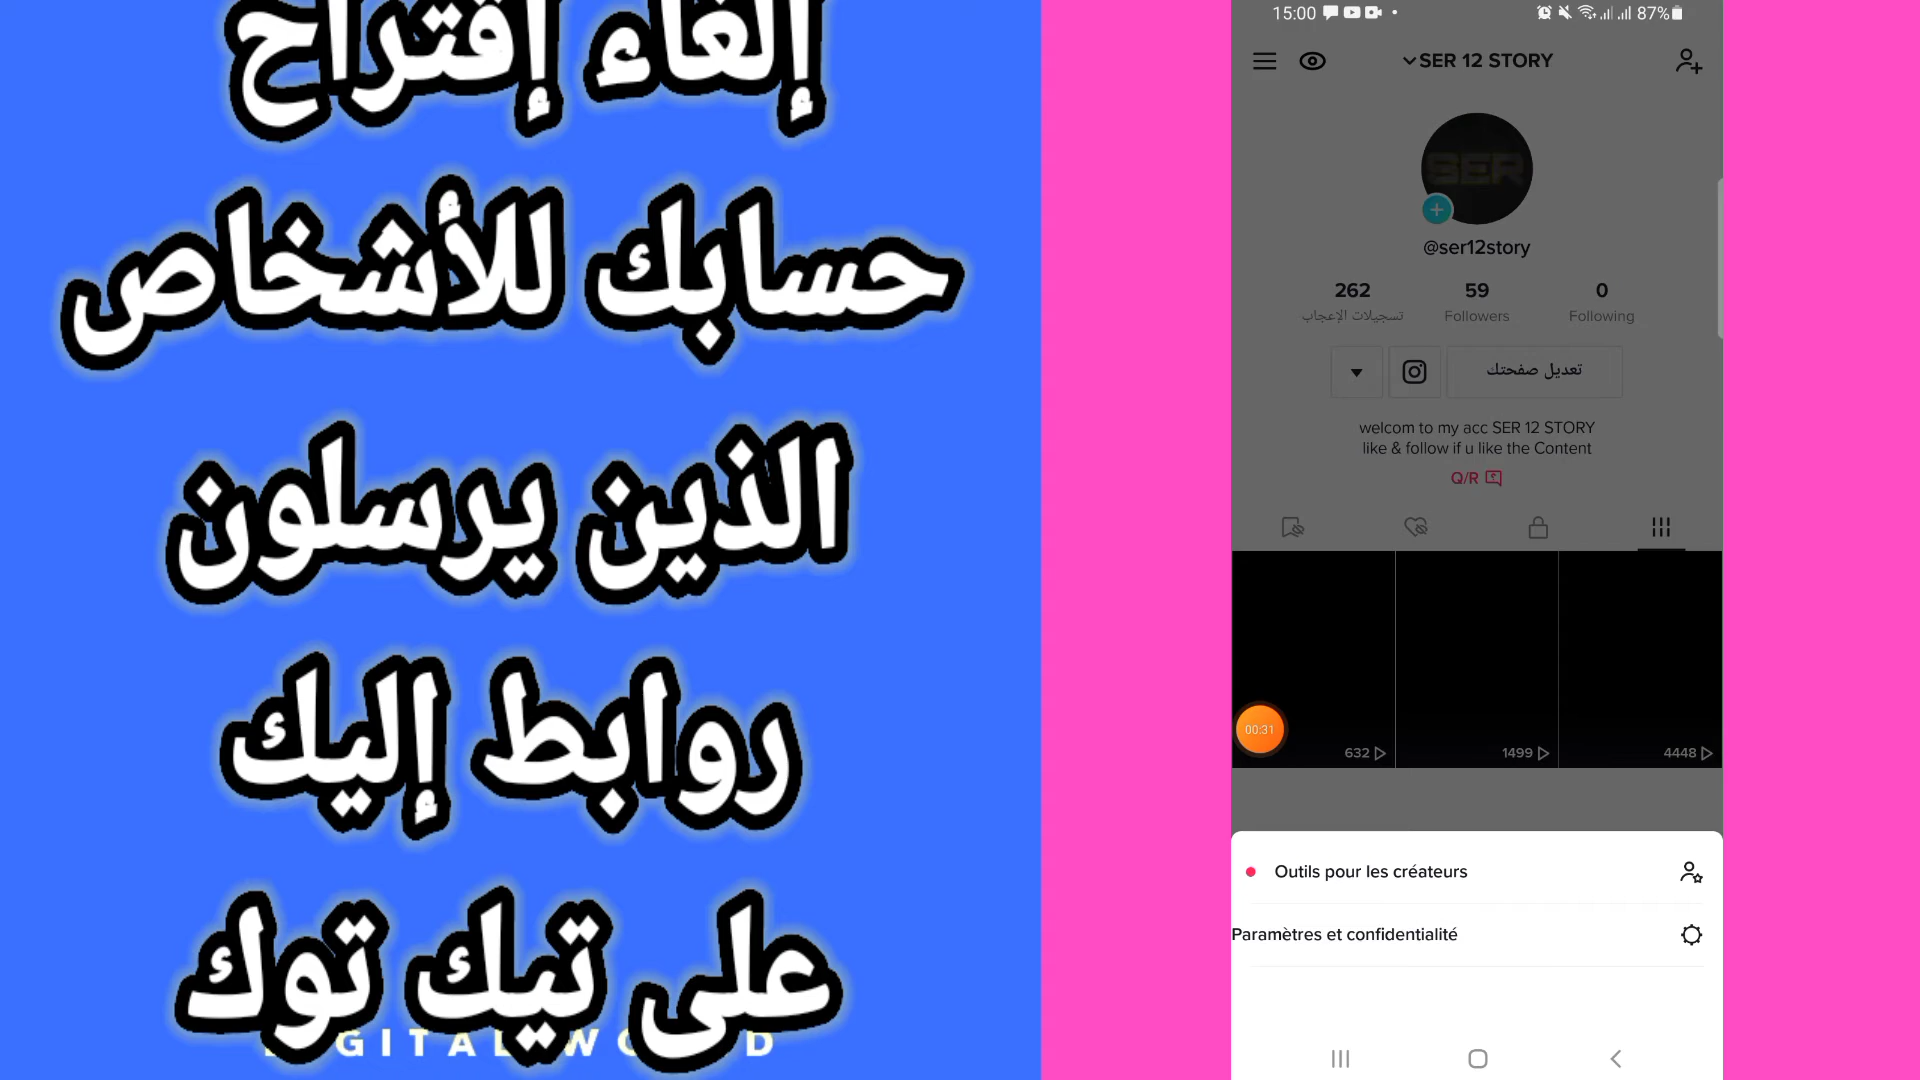 إلغاء إقتراح
حسابك للأشخاص
الذين يرسلون
روابط إليك
على تيك توك
15:00
87%
SER 12 STORY
SER
@ser12story
262
59
0
تسجيلات الإعجاب
Followers
Following
تعديل صفحتك
welcom to my acc SER 12 STORY
like & follow if u like the Content
Q/R
00:31
632
1499
4448
Outils pour les créateurs
Paramètres et confidentialité